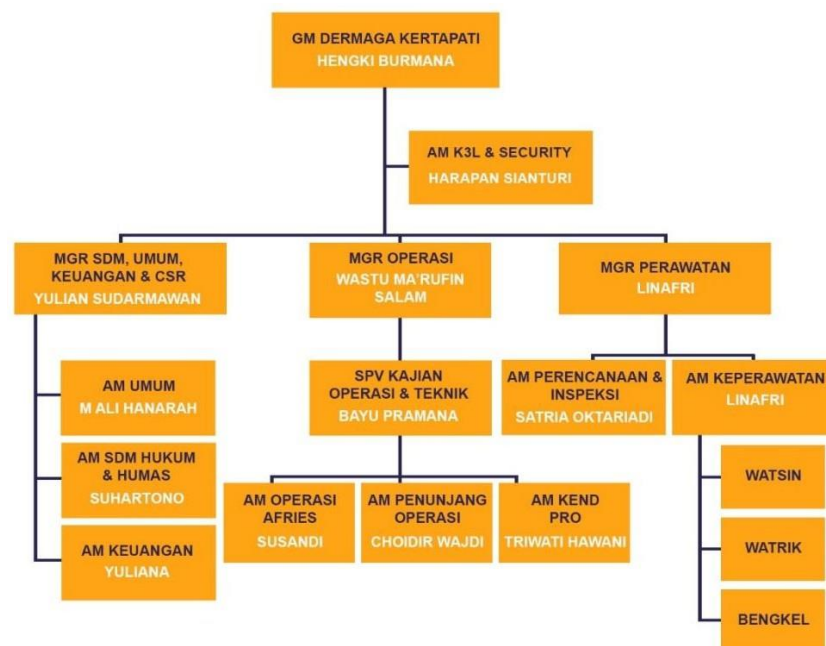 GM DERMAGA KERTAPATI
HENGKI BURMANA
AM K3L & SECURITY
HARAPAN SIANTURI
MGR SDM, UMUM,
KEUANGAN & CSR
YULIAN SUDARMAWAN
MGR OPERASI
WASTU MA'RUFIN
SALAM
MGR PERAWATAN
LINAFRI
AM UMUM
M ALI HANARAH
AM SDM HUKUM
& HUMAS
SUHARTONO
AM KEUANGAN
YULIANA
SPV KAJIAN
OPERASI & TEKNIK
BAYU PRAMANA
AM OPERASI
AFRIES
SUSANDI
AM PENUNJANG
OPERASI
CHOIDIR WAJDI
AM KEND
PRO
TRIWATI HAWANI
AM PERENCANAAN &
INSPEKSI
SATRIA OKTARIADI
AM KEPERAWATAN
LINAFRI
WATSIN
WATRIK
BENGKEL